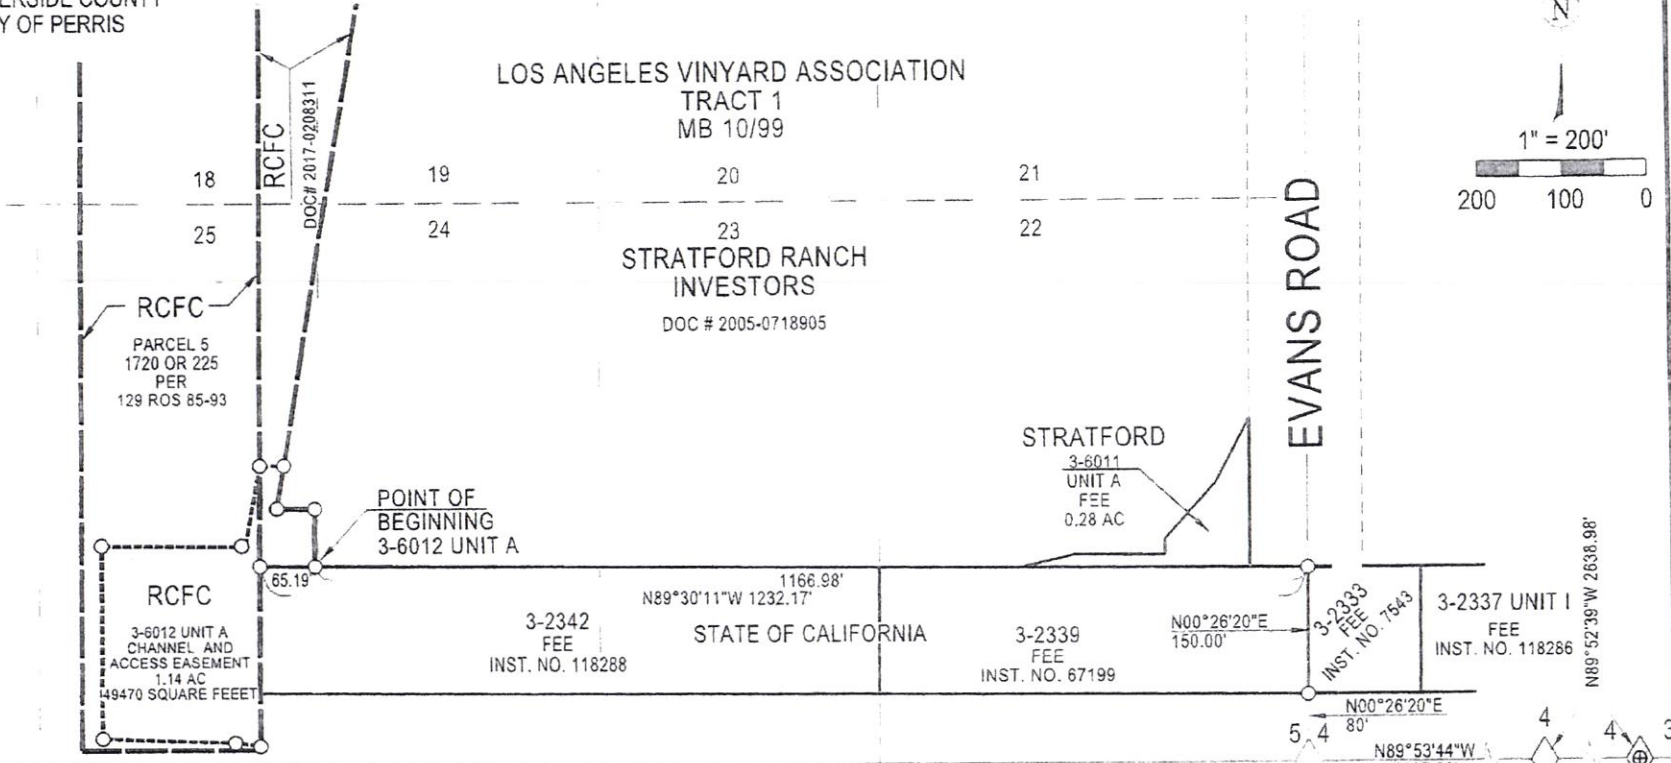 Y OF PERRIS
N
LOS ANGELES VINYARD ASSOCIATION
TRACT 1
MB 10/99
1" = 200'
200 100 0
RCFC
DOC# 2017-0208311
18
19
20
21
25
24
23
22
STRATFORD RANCH
INVESTORS
DOC # 2005-0718905
EVANS ROAD
RCFC
PARCEL 5
1720 OR 225
PER
129 ROS 85-93
STRATFORD
3-6011
UNIT A
FEE
0.28 AC
POINT OF
BEGINNING
3-6012 UNIT A
65.19'
1166.98'
N89°30'11"W 1232.17'
RCFC
3-6012 UNIT A
CHANNEL AND
ACCESS EASEMENT
1.14 AC
49470 SQUARE FEEET
3-2342
FEE
INST. NO. 118288
STATE OF CALIFORNIA
3-2339
FEE
INST. NO. 67199
N00°26'20"E
150.00'
3-2333
FEE
INST. NO. 7543
3-2337 UNIT I
FEE
INST. NO. 118286
N89°52'39"W 2638.98'
N00°26'20"E
80'
5 4
4
4 3
N89°53'44"W